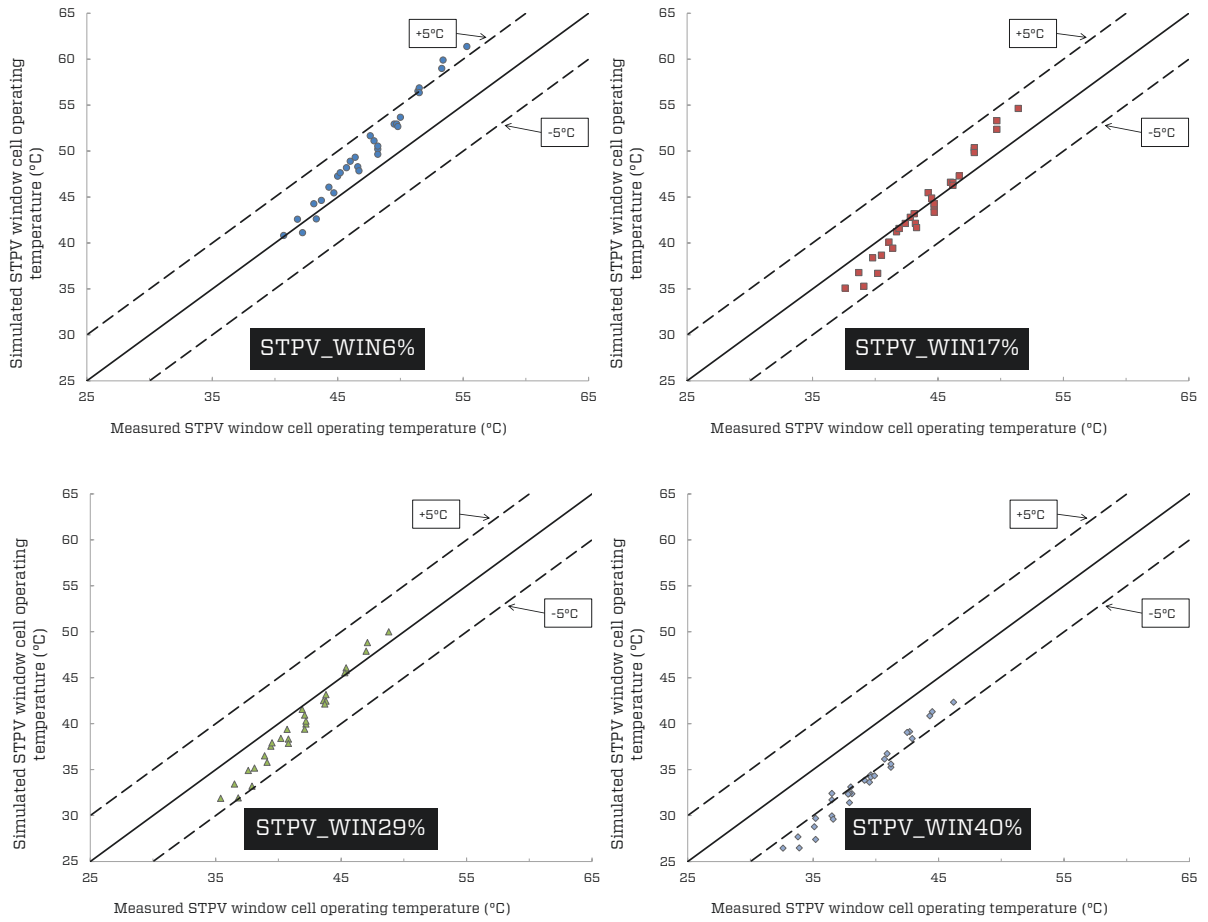 Simulated STPV window cell operating
temperature (°C)
65
60
55
50
45
40
35
30
25
+5°C
-5°C
STPV_WIN6%
25
35
45
55
65
Measured STPV window cell operating temperature (°C)
Simulated STPV window cell operating
temperature (°C)
65
60
55
50
45
40
35
30
25
+5°C
-5°C
STPV_WIN17%
25
35
45
55
65
Measured STPV window cell operating temperature (°C)
Simulated STPV window cell operating
temperature (°C)
65
60
55
50
45
40
35
30
25
+5°C
-5°C
STPV_WIN29%
25
35
45
55
65
Measured STPV window cell operating temperature (°C)
Simulated STPV window cell operating
temperature (°C)
65
60
55
50
45
40
35
30
25
+5°C
-5°C
STPV_WIN40%
25
35
45
55
65
Measured STPV window cell operating temperature (°C)